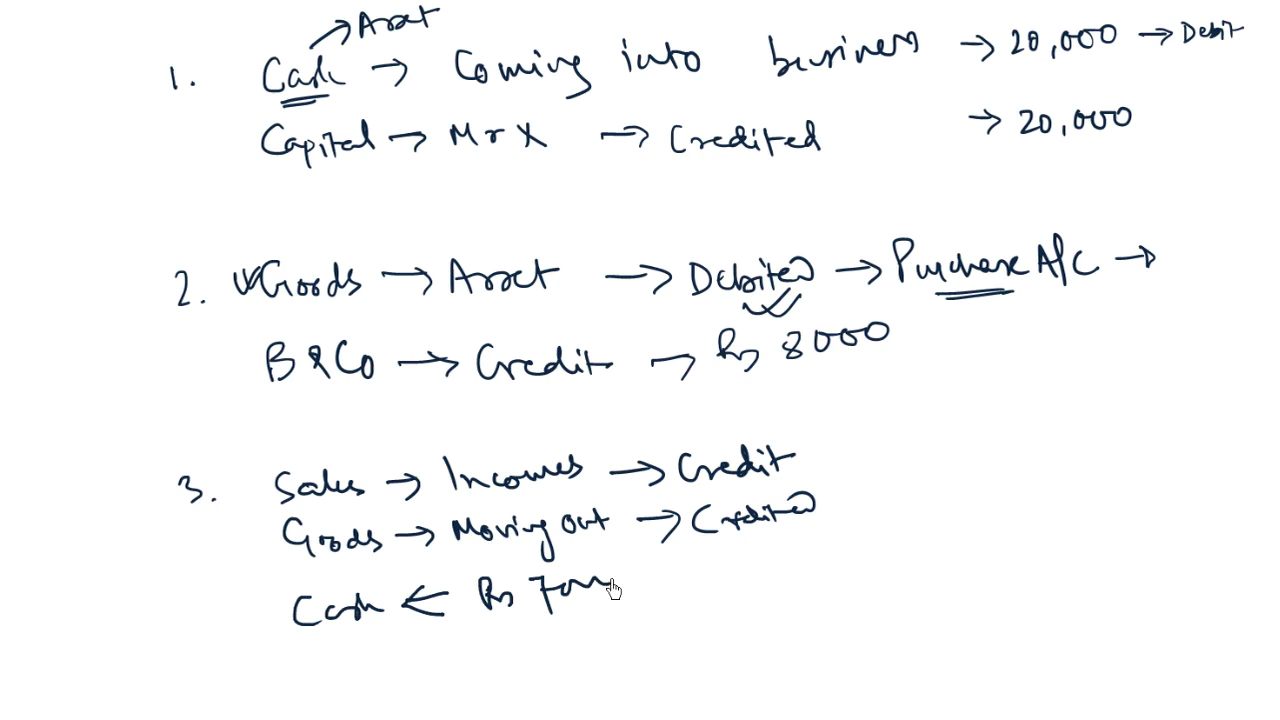 → Asset
1. Cash → Coming into business → 20,000 → Debit
Capital → Mr X → Credited → 20,000
2. Goods → Asset → Debited → Purchase A/C →
B & Co → Credit → Rs 8000
3. Sales → Incomes → Credit
Goods → Moving out → Credited
Cash ← Rs